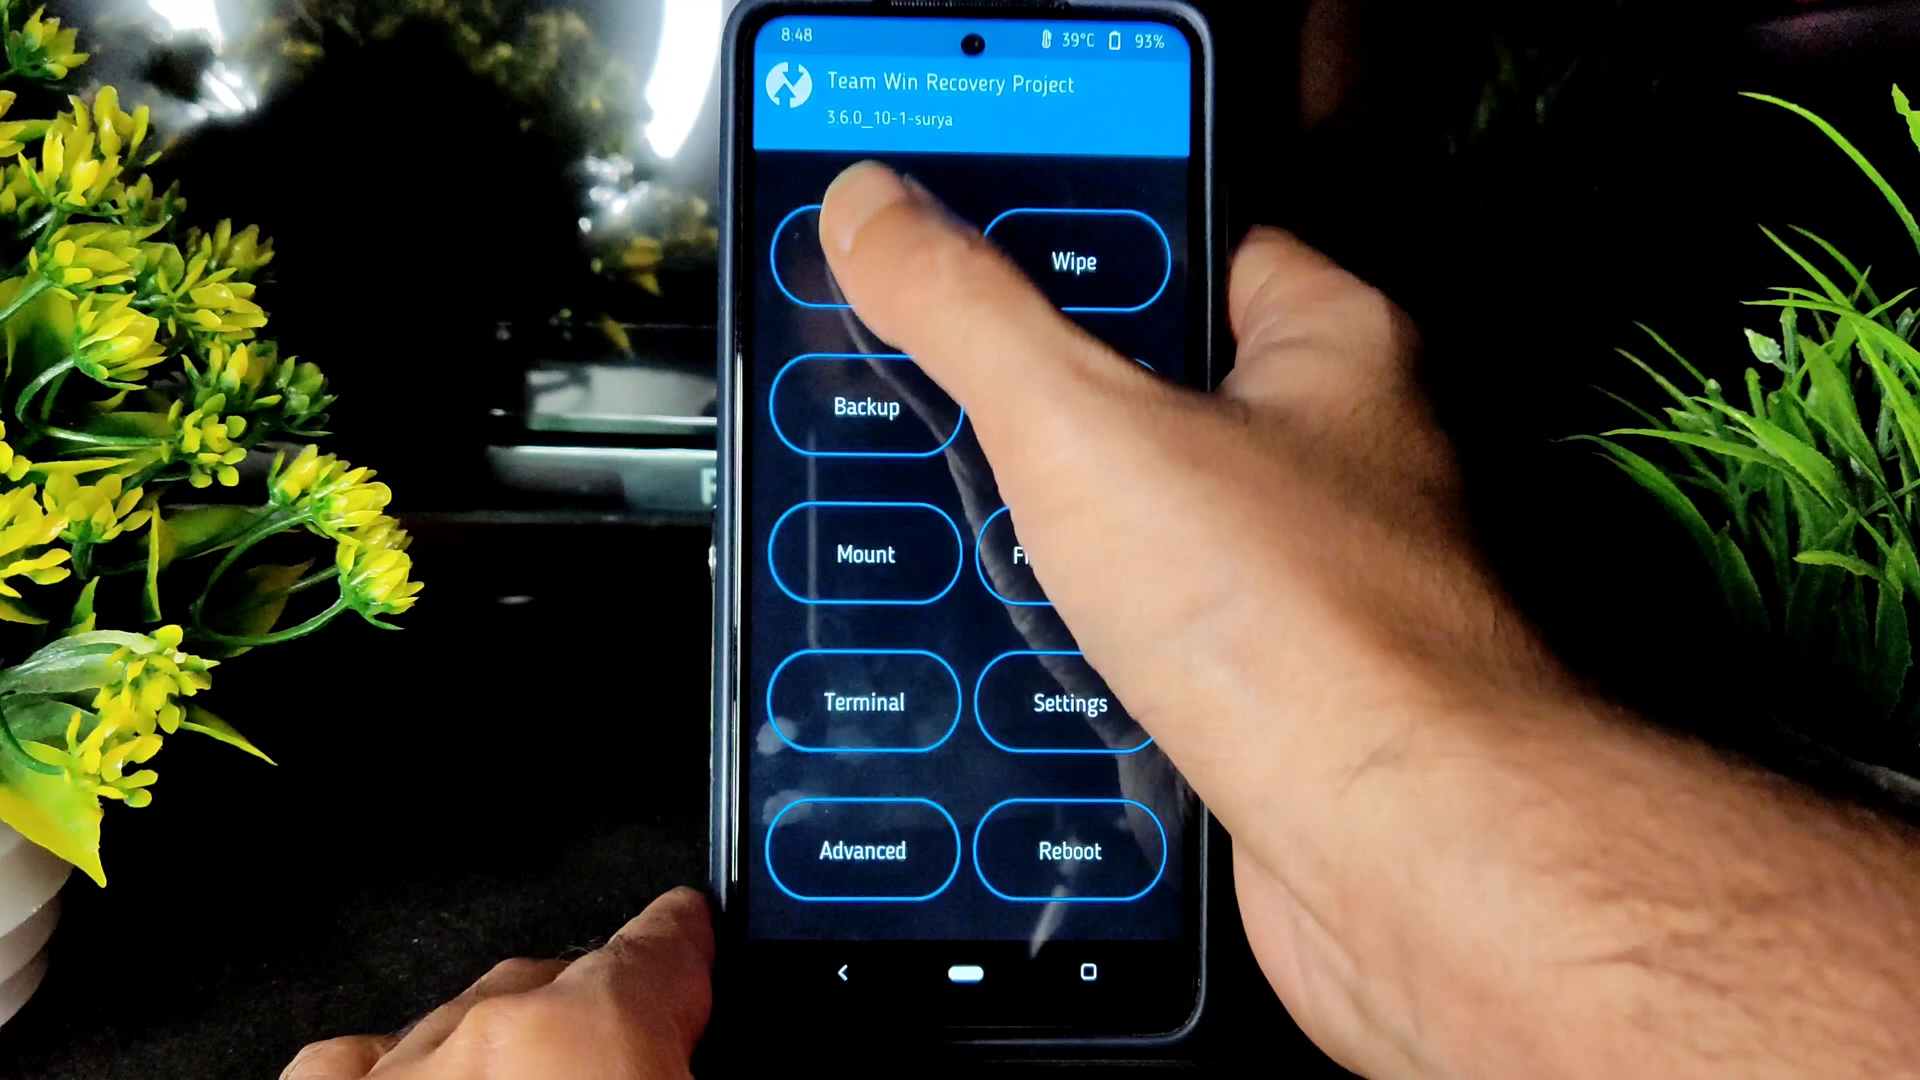 8:48 39°C 93%
Team Win Recovery Project
3.6.0_10-1-surya
Wipe
Backup
Mount
Terminal
Settings
Advanced
Reboot